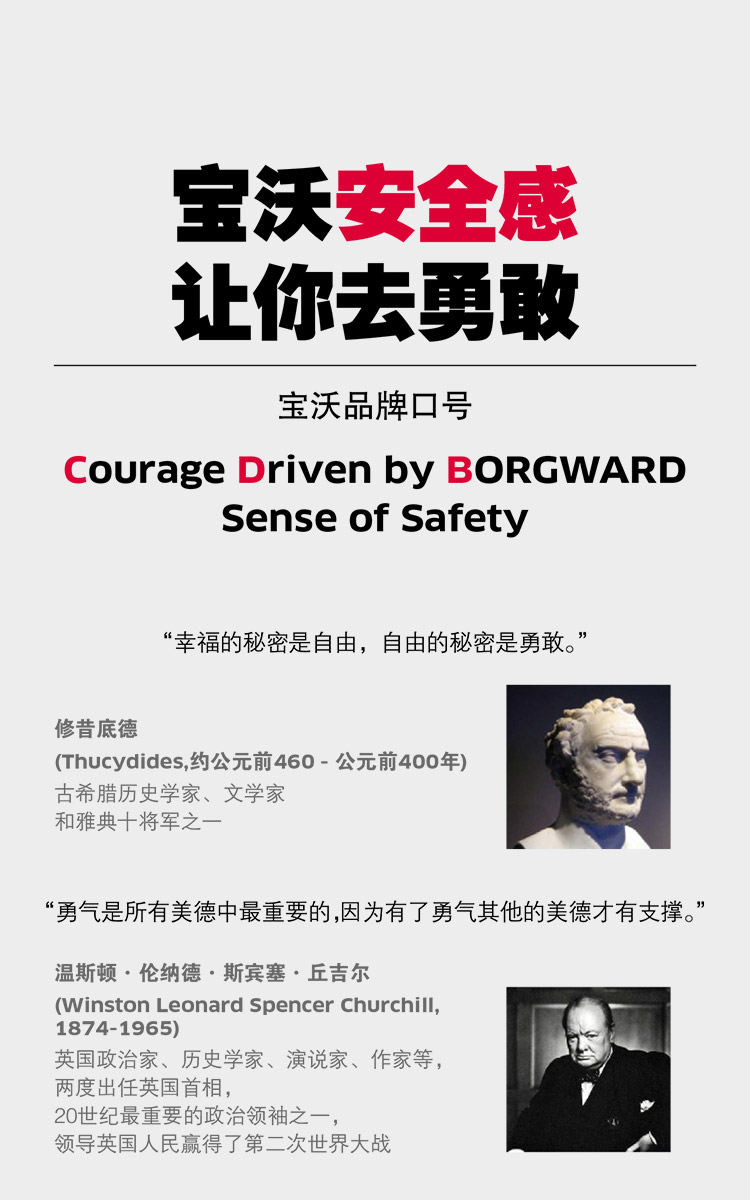 宝沃安全感
让你去勇敢
宝沃品牌口号
Courage Driven by BORGWARD
Sense of Safety
“幸福的秘密是自由，自由的秘密是勇敢。”
修昔底德
(Thucydides,约公元前460 - 公元前400年)
古希腊历史学家、文学家
和雅典十将军之一
“勇气是所有美德中最重要的,因为有了勇气其他的美德才有支撑。”
温斯顿·伦纳德·斯宾塞·丘吉尔
(Winston Leonard Spencer Churchill,
1874-1965)
英国政治家、历史学家、演说家、作家等，
两度出任英国首相，
20世纪最重要的政治领袖之一，
领导英国人民赢得了第二次世界大战